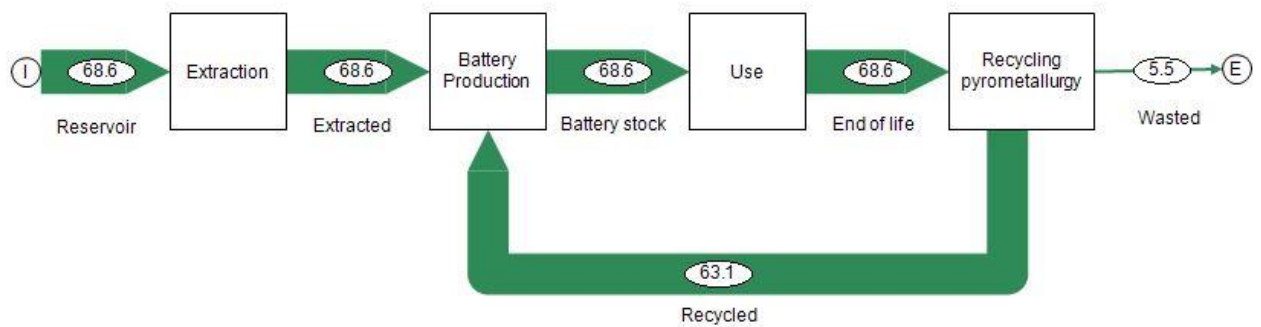 I
68.6
Reservoir
Extraction
68.6
Extracted
Battery
Production
68.6
Battery stock
Use
68.6
End of life
Recycling
pyrometallurgy
5.5
Wasted
E
63.1
Recycled